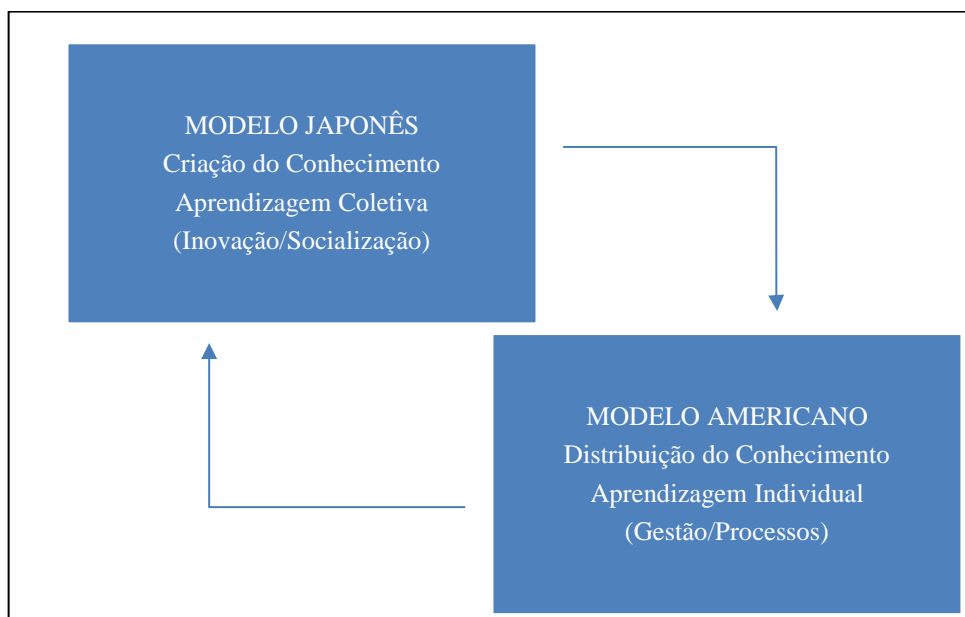 MODELO JAPONÊS
Criação do Conhecimento
Aprendizagem Coletiva
(Inovação/Socialização)
MODELO AMERICANO
Distribuição do Conhecimento
Aprendizagem Individual
(Gestão/Processos)